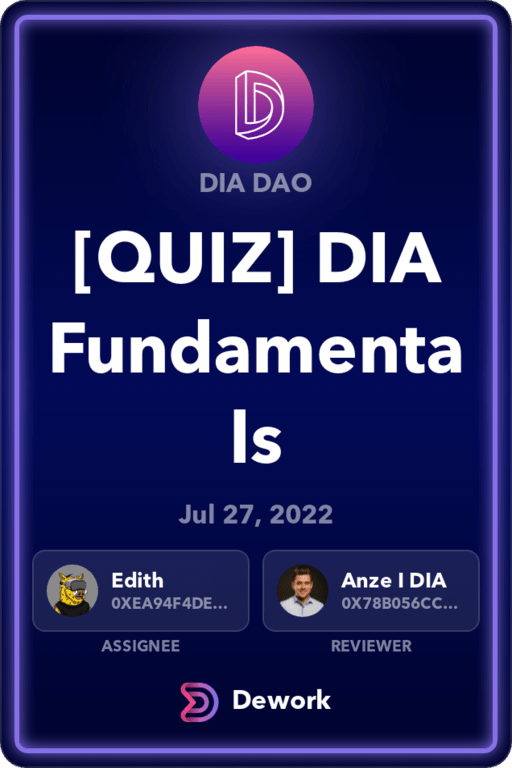 DIA DAO
[QUIZ] DIA
Fundamenta
ls
Jul 27, 2022
Edith
0XEA94F4DE...
ASSIGNEE
Anze I DIA
0X78B056CC...
REVIEWER
Dework